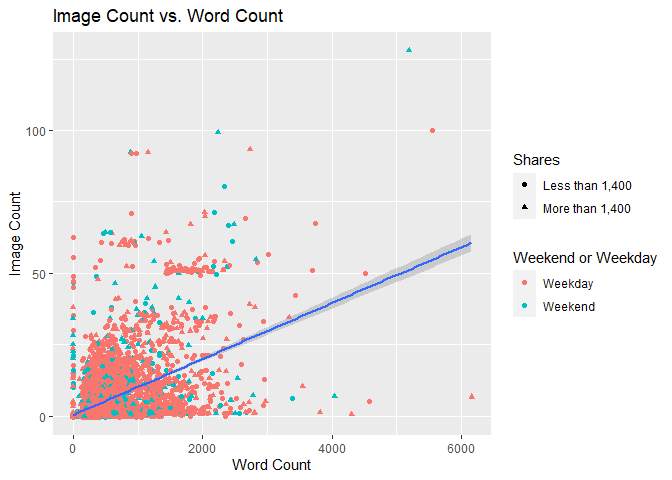 Image Count vs. Word Count
Image Count
100
50
0
0
2000
4000
6000
Word Count
Shares
Less than 1,400
More than 1,400
Weekend or Weekday
Weekday
Weekend